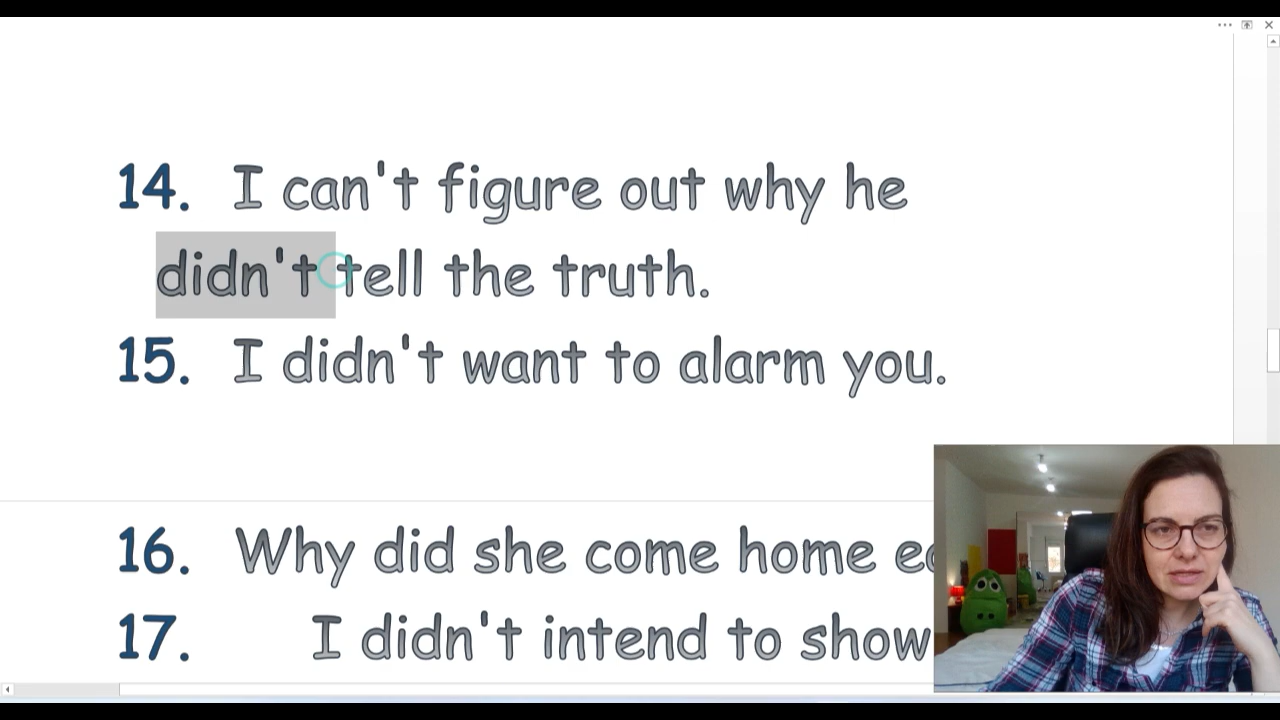 14. I can't figure out why he
didn't tell the truth.
15. I didn't want to alarm you.
16. Why did she come home
17. I didn't intend to show